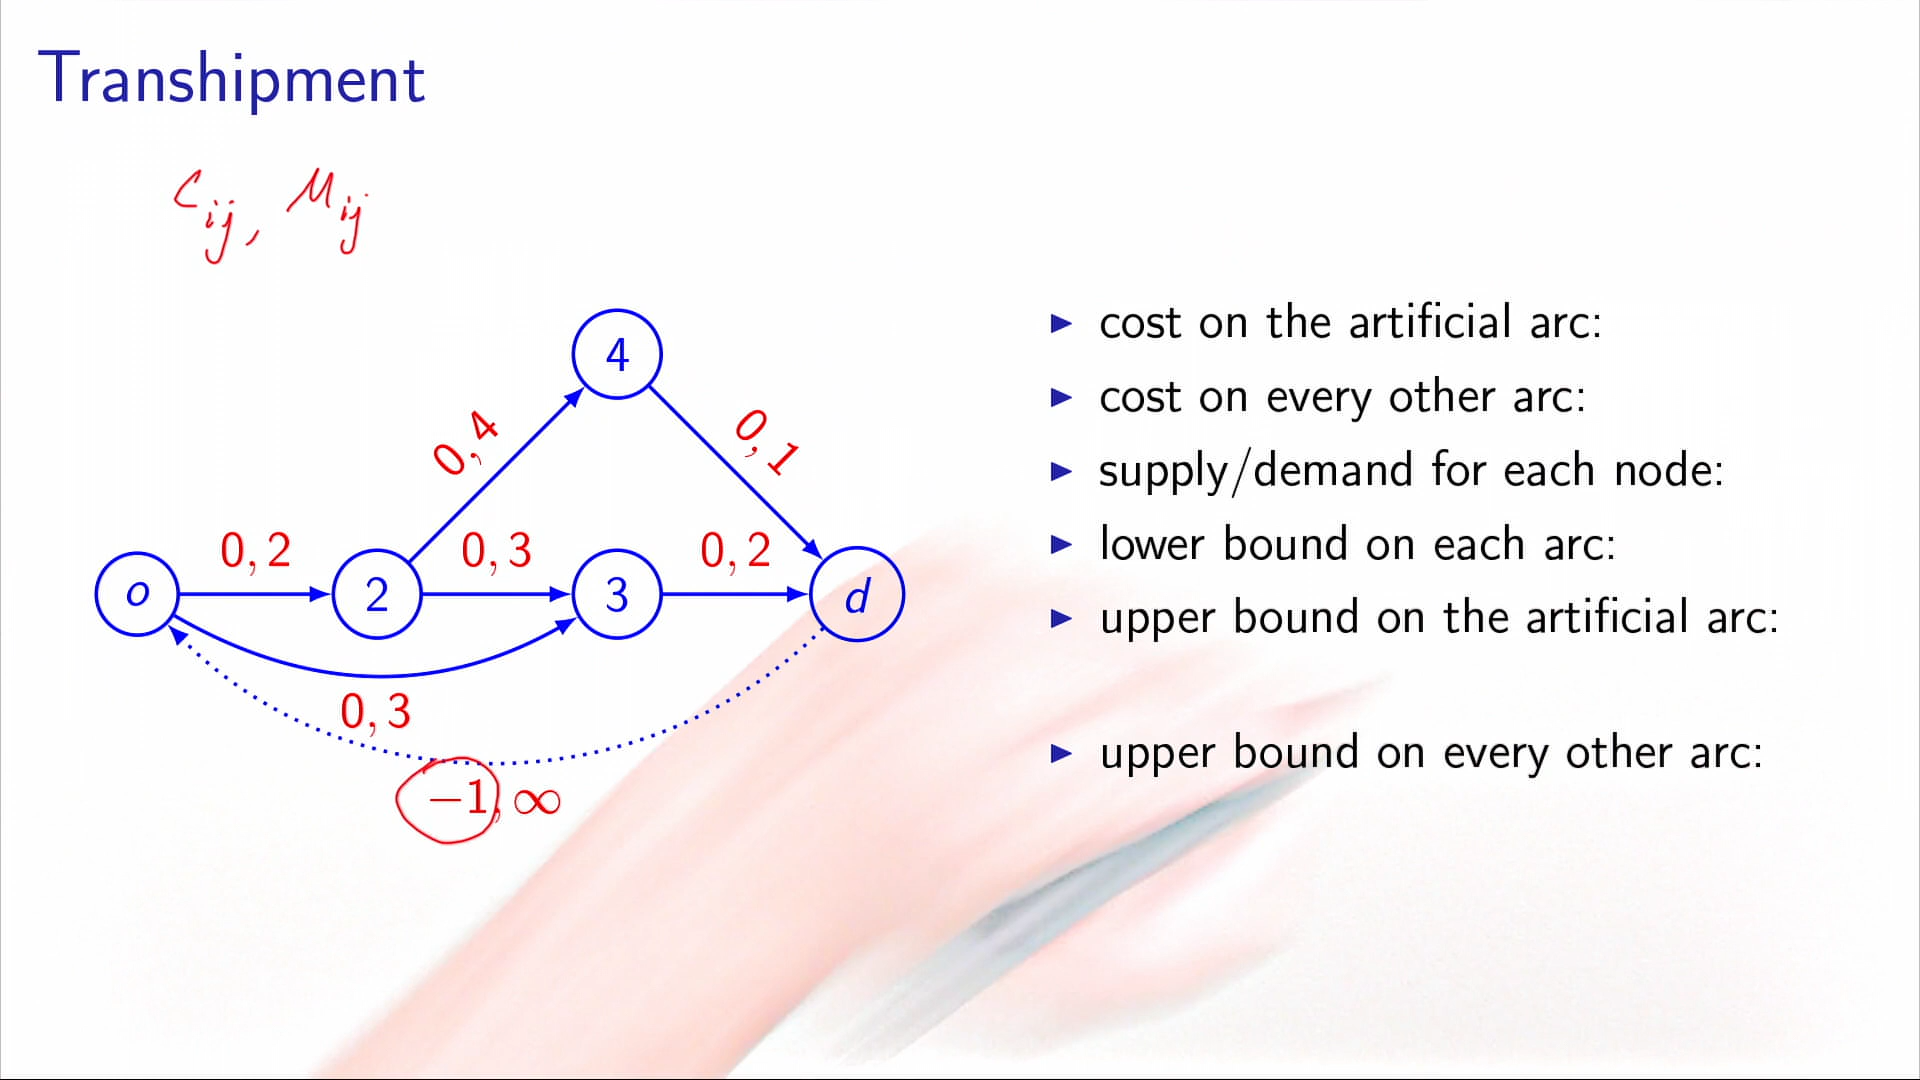 Transhipment
c_ij, u_ij
4
0, 4
0, 1
0, 2
0, 3
0, 2
o
2
3
d
0, 3
−1, ∞
▶ cost on the artificial arc:
▶ cost on every other arc:
▶ supply/demand for each node:
▶ lower bound on each arc:
▶ upper bound on the artificial arc:
▶ upper bound on every other arc: